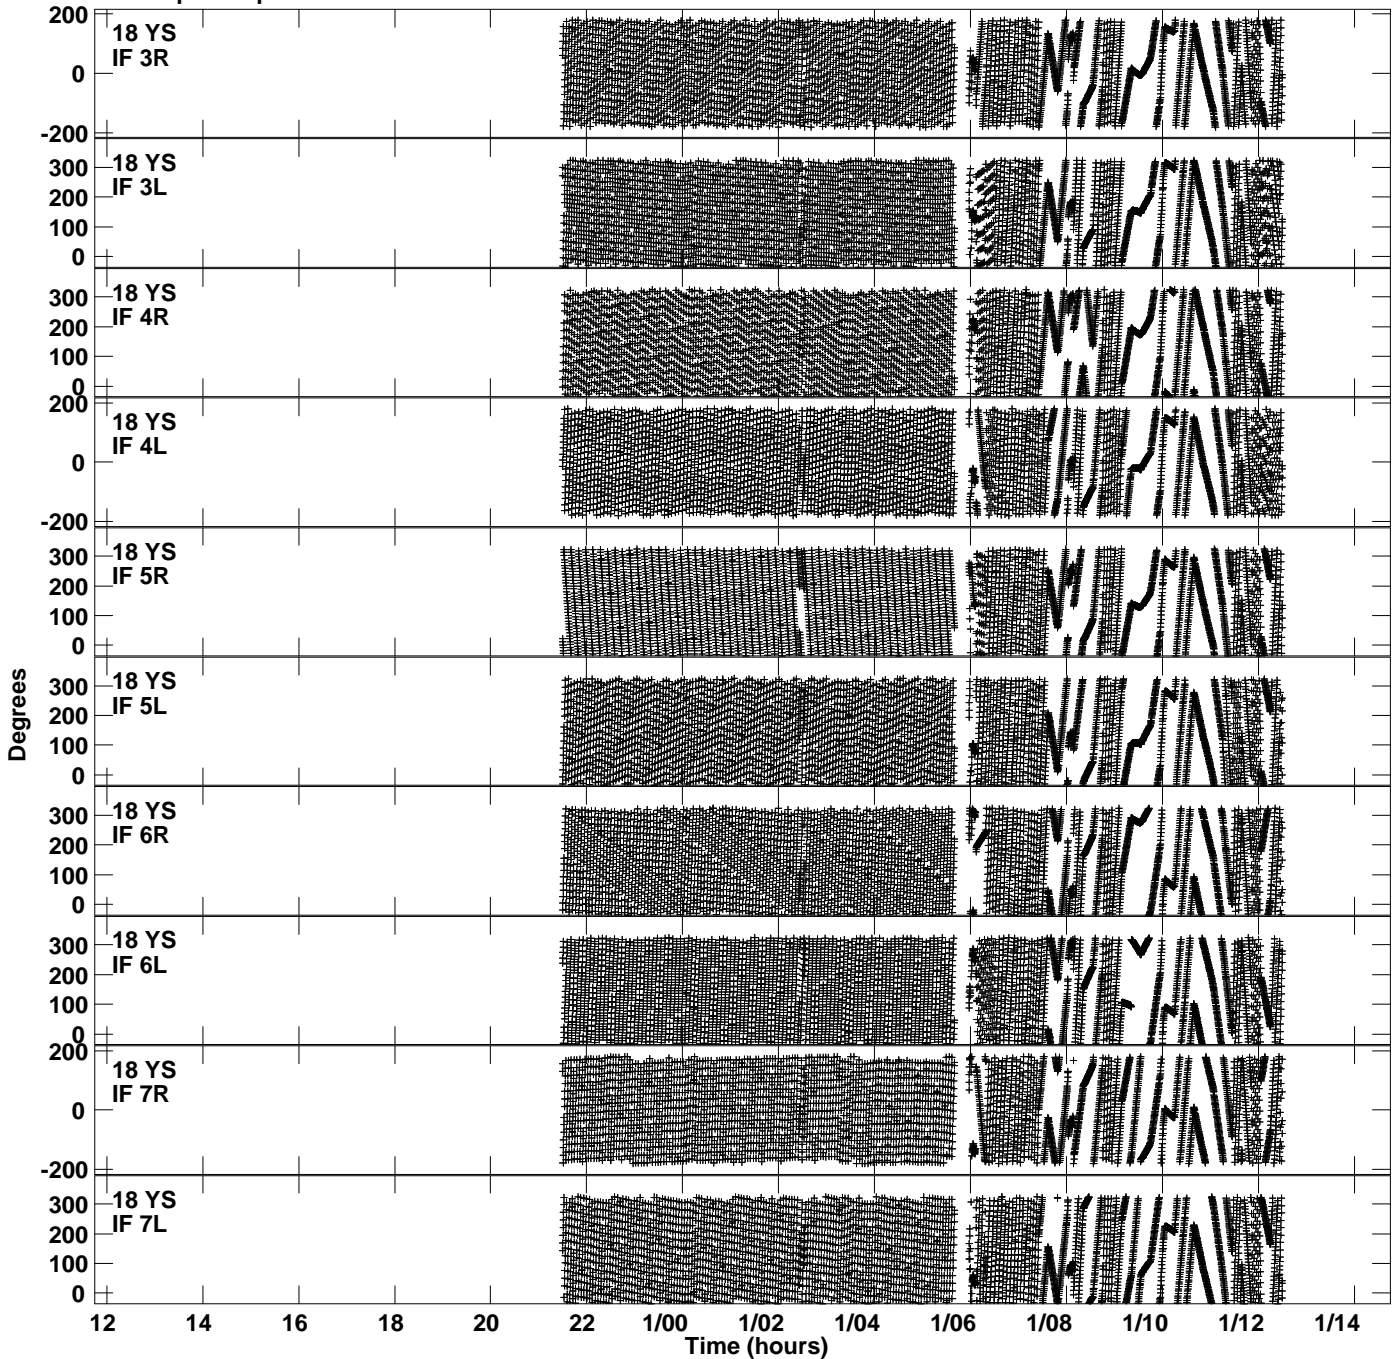 200
18 YS
IF 3R
0
-200
300
18 YS
IF 3L
200
100
0
18 YS
300
IF 4R
200
100
0
200
18 YS
IF 4L
0
-200
18 YS
300
IF 5R
200
100
0
18 YS
300
IF 5L
200
100
0
18 YS
300
IF 6R
200
100
0
18 YS
300
IF 6L
200
100
0
200
18 YS
IF 7R
0
-200
18 YS
300
IF 7L
200
100
0
Degrees
12 14 16 18 20 22 1/00 1/02 1/04 1/06 1/08 1/10 1/12 1/14
Time (hours)